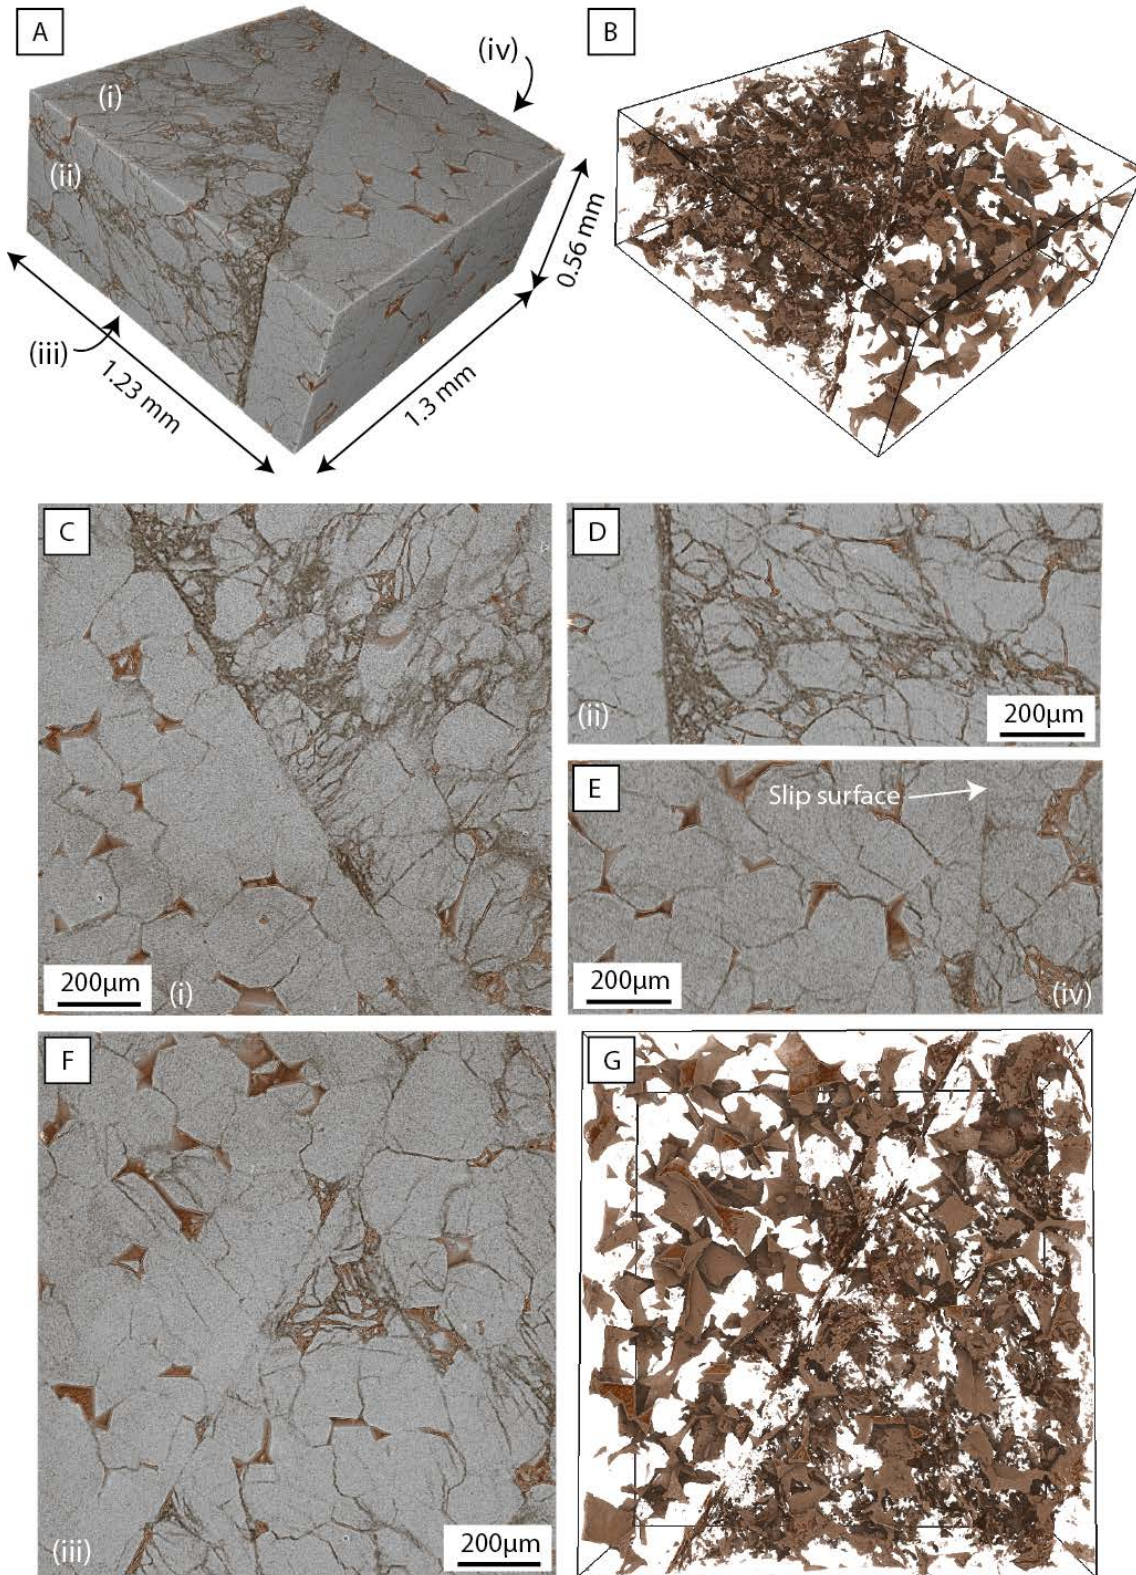 A
(i)
(ii)
(iii)
(iv)
1.23 mm
1.3 mm
0.56 mm
B
C
200µm
(i)
D
(ii)
200µm
E
Slip surface
200µm
(iv)
F
(iii)
200µm
G